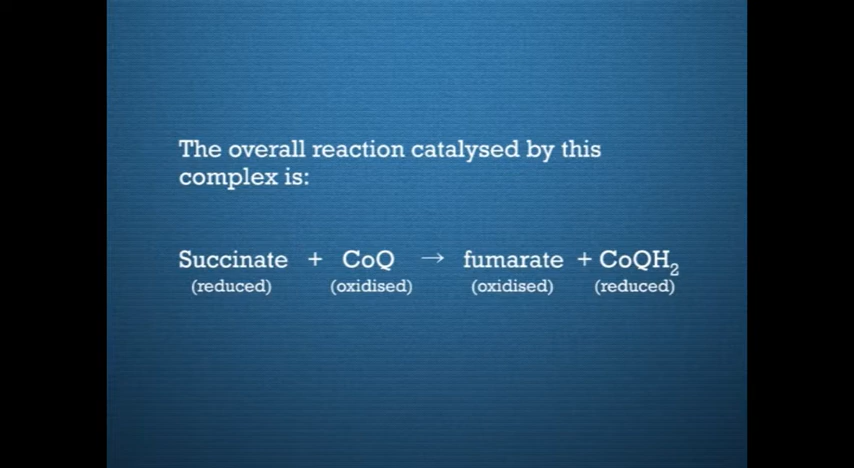 The overall reaction catalysed by this
complex is:
Succinate + CoQ → fumarate + CoQH₂
(reduced) (oxidised) (oxidised) (reduced)